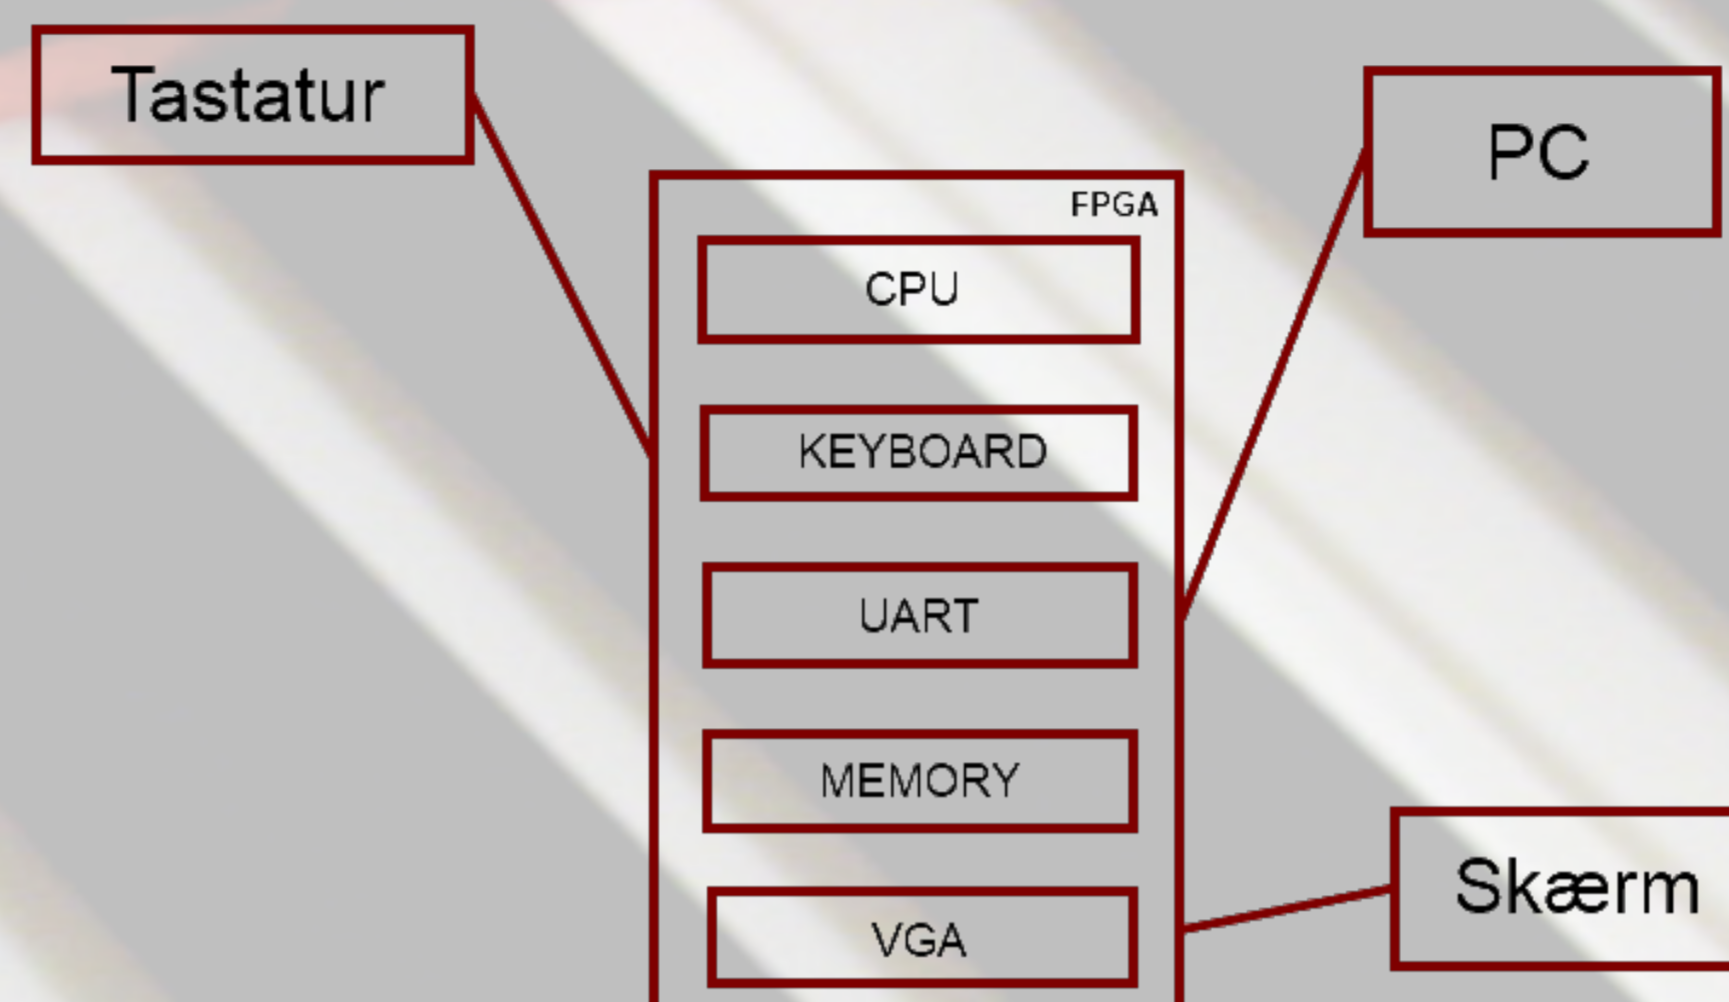 Tastatur
PC
FPGA
CPU
KEYBOARD
UART
MEMORY
VGA
Skærm